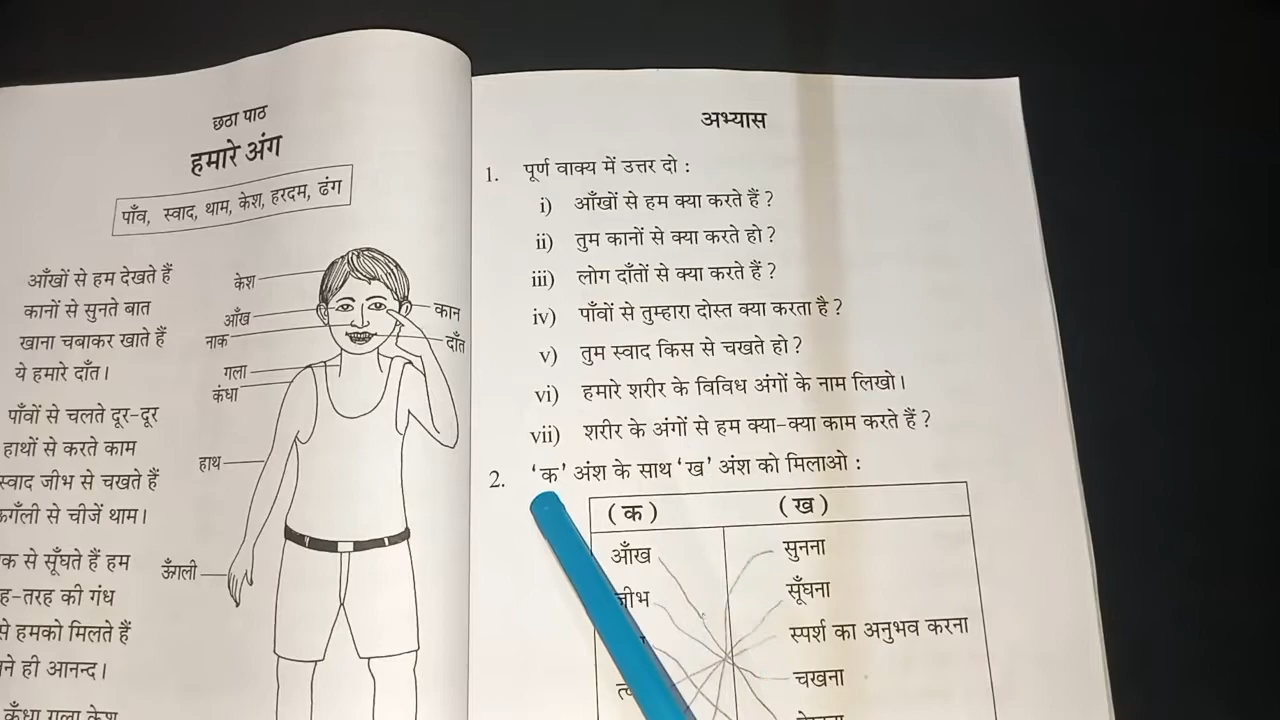 छठा पाठ
हमारे अंग
पाँव, स्वाद, थाम, केश, हरदम, ढंग
आँखों से हम देखते हैं
कानों से सुनते बात
खाना चबाकर खाते हैं
ये हमारे दाँत।
पाँवों से चलते दूर-दूर
हाथों से करते काम
स्वाद जीभ से चखते हैं
ऊँगली से चीजें थाम।
से सूँघते हैं हम
की गंध
से हमको मिलते हैं
ही आनन्द।
कँधा गला केश
केश
आँख
नाक
गला
कंधा
हाथ
ऊँगली
कान
दाँत
अभ्यास
1. पूर्ण वाक्य में उत्तर दो :
i) आँखों से हम क्या करते हैं ?
ii) तुम कानों से क्या करते हो ?
iii) लोग दाँतों से क्या करते हैं ?
iv) पाँवों से तुम्हारा दोस्त क्या करता है ?
v) तुम स्वाद किस से चखते हो ?
vi) हमारे शरीर के विविध अंगों के नाम लिखो।
vii) शरीर के अंगों से हम क्या-क्या काम करते हैं ?
2. 'क' अंश के साथ 'ख' अंश को मिलाओ :
( क ) ( ख )
आँख सुनना
जीभ सूँघना
स्पर्श का अनुभव करना
चखना